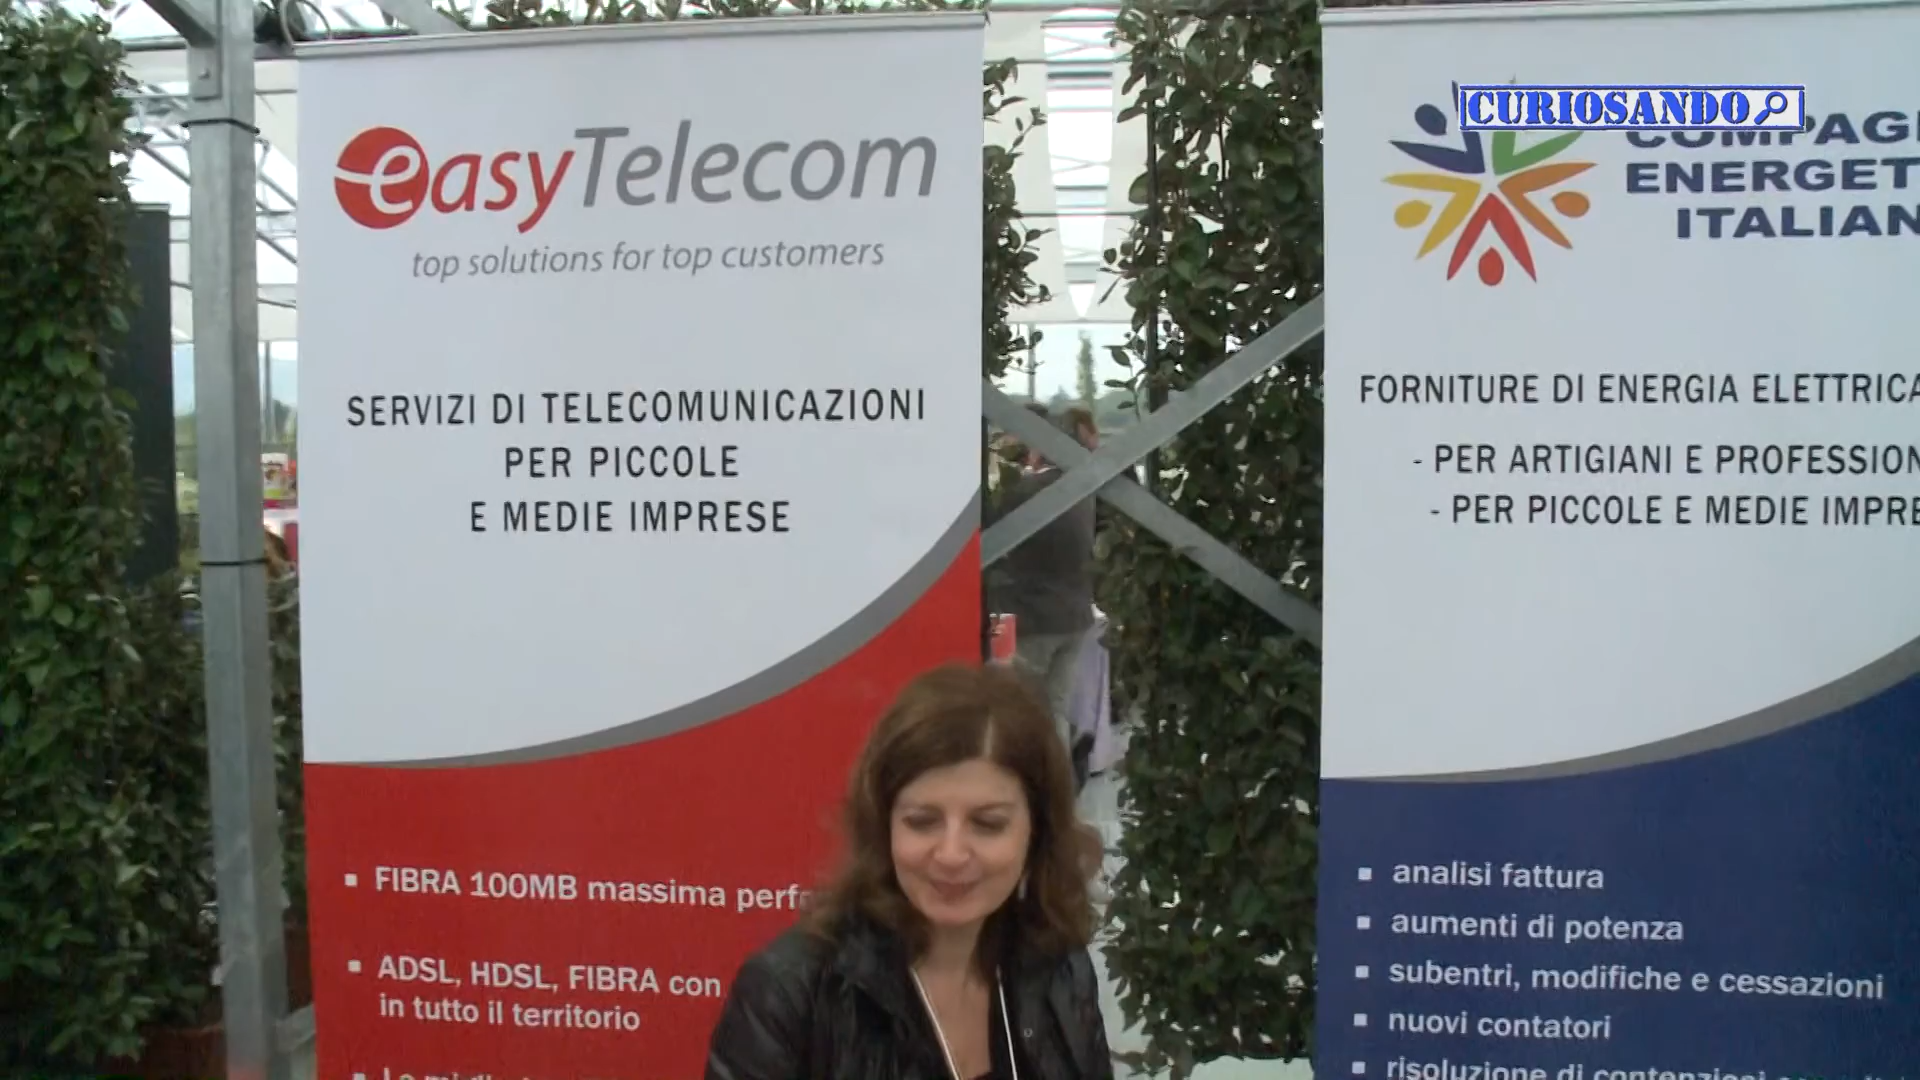 easyTelecom
top solutions for top customers
SERVIZI DI TELECOMUNICAZIONI
PER PICCOLE
E MEDIE IMPRESE
FIBRA 100MB massima
ADSL, HDSL, FIBRA con
in tutto il territorio
CURIOSANDO
ENERGET
ITALIAN
FORNITURE DI ENERGIA ELETTRICA
- PER ARTIGIANI E PROFESSION
- PER PICCOLE E MEDIE IMPRE
analisi fattura
aumenti di potenza
subentri, modifiche e cessazioni
nuovi contatori
risoluzione di